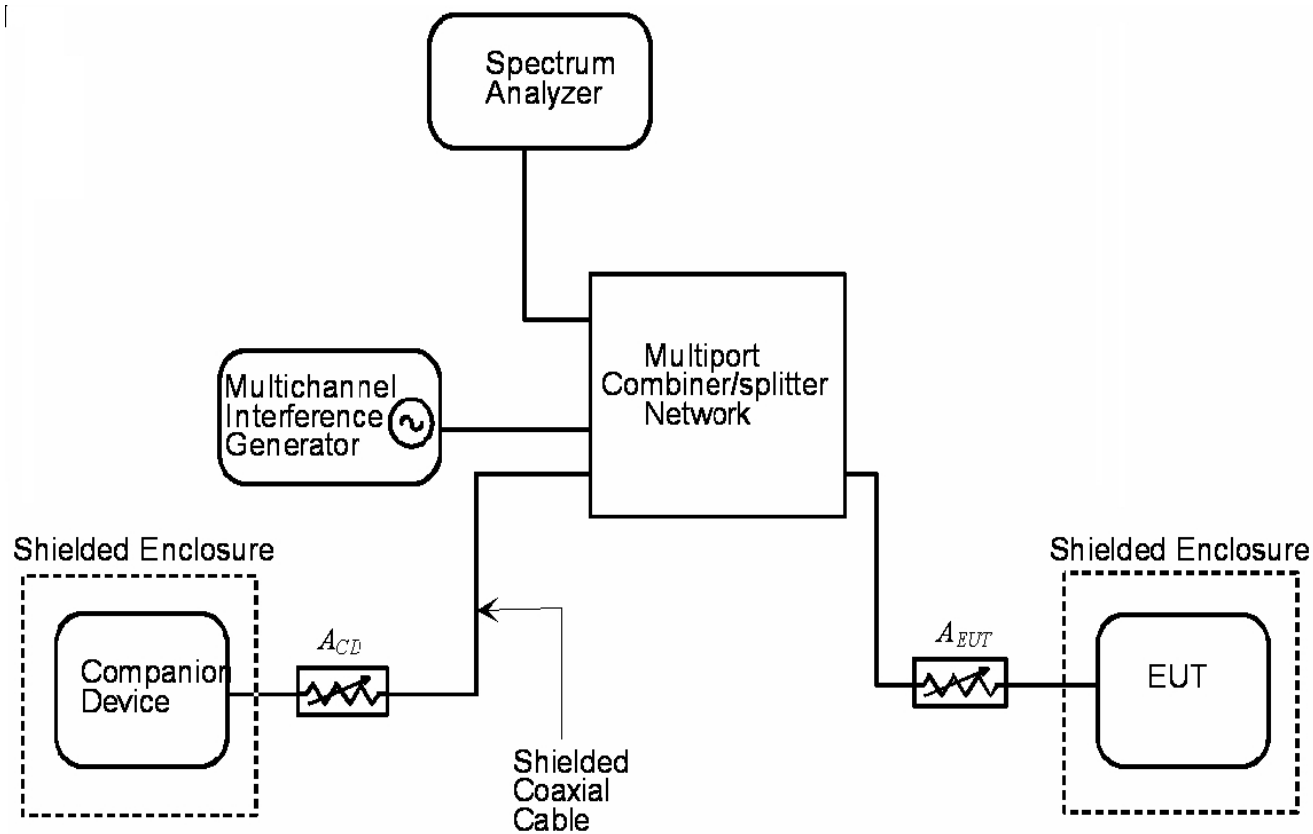 Spectrum
Analyzer
Multiport
Combiner/splitter
Network
Multichannel
Interference
Generator
Shielded Enclosure
Shielded Enclosure
A_CD
A_EUT
Companion
Device
EUT
Shielded
Coaxial
Cable